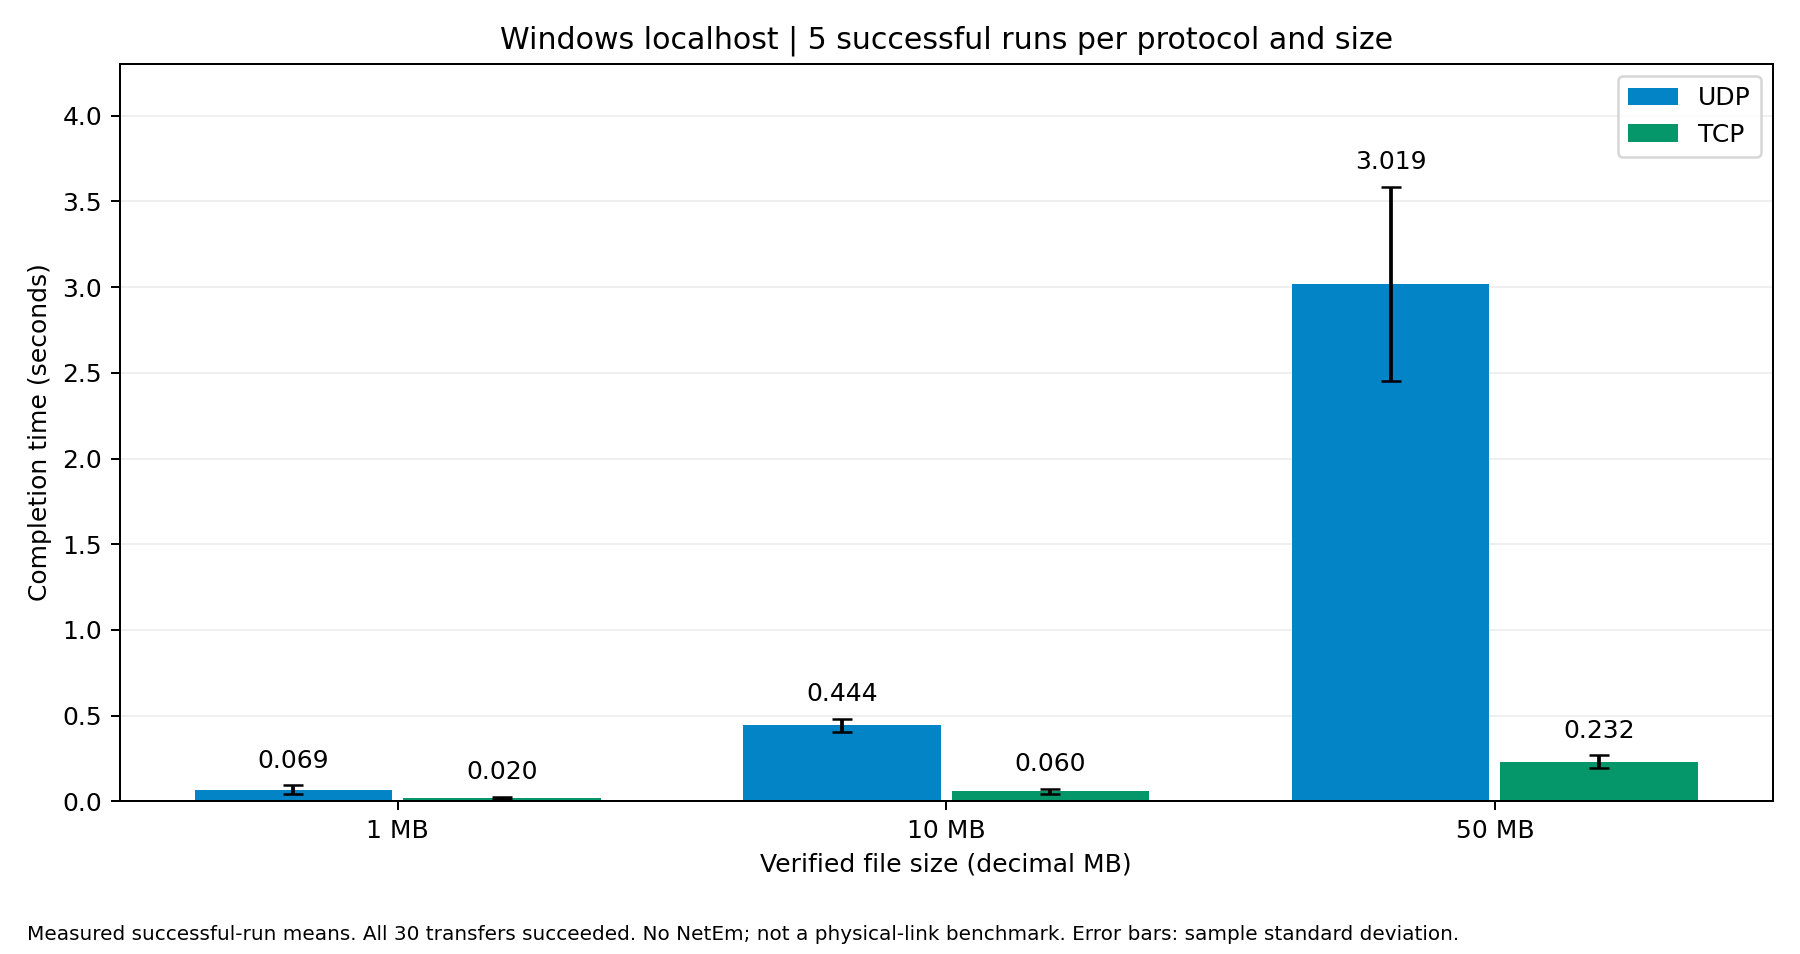 Windows localhost | 5 successful runs per protocol and size
UDP
TCP
Completion time (seconds)
4.0
3.5
3.0
2.5
2.0
1.5
1.0
0.5
0.0
0.069
0.020
0.444
0.060
3.019
0.232
1 MB
10 MB
50 MB
Verified file size (decimal MB)
Measured successful-run means. All 30 transfers succeeded. No NetEm; not a physical-link benchmark. Error bars: sample standard deviation.